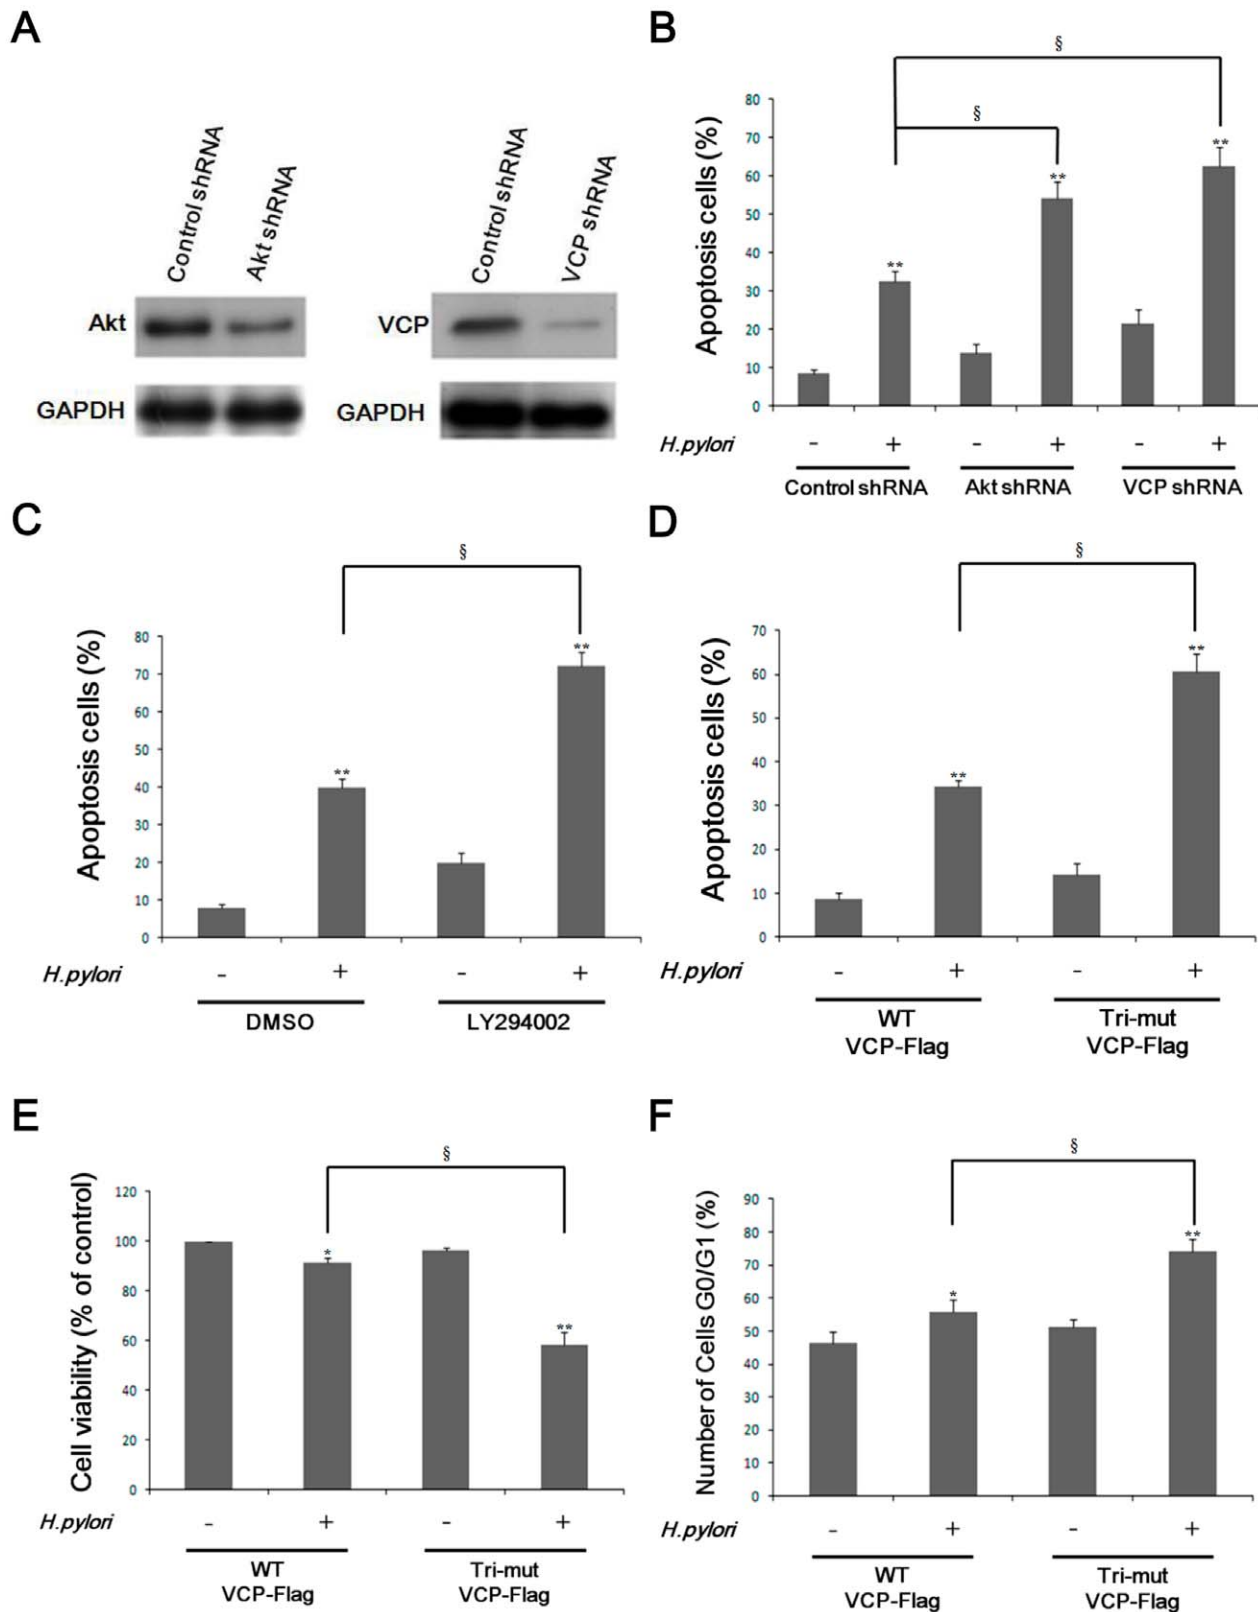 A
Control shRNA
Akt shRNA
Control shRNA
VCP shRNA
Akt
VCP
GAPDH
GAPDH
B
§
§
Apoptosis cells (%)
80
70
60
50
40
30
20
10
0
**
**
**
H.pylori - + - + - +
Control shRNA Akt shRNA VCP shRNA
C
§
Apoptosis cells (%)
80
70
60
50
40
30
20
10
0
**
**
H.pylori - + - +
DMSO LY294002
D
§
Apoptosis cells (%)
70
60
50
40
30
20
10
0
**
**
H.pylori - + - +
WT Tri-mut
VCP-Flag VCP-Flag
E
§
Cell viability (% of control)
120
100
80
60
40
20
0
*
**
H.pylori - + - +
WT Tri-mut
VCP-Flag VCP-Flag
F
§
Number of Cells G0/G1 (%)
90
80
70
60
50
40
30
20
10
0
*
**
H.pylori - + - +
WT Tri-mut
VCP-Flag VCP-Flag